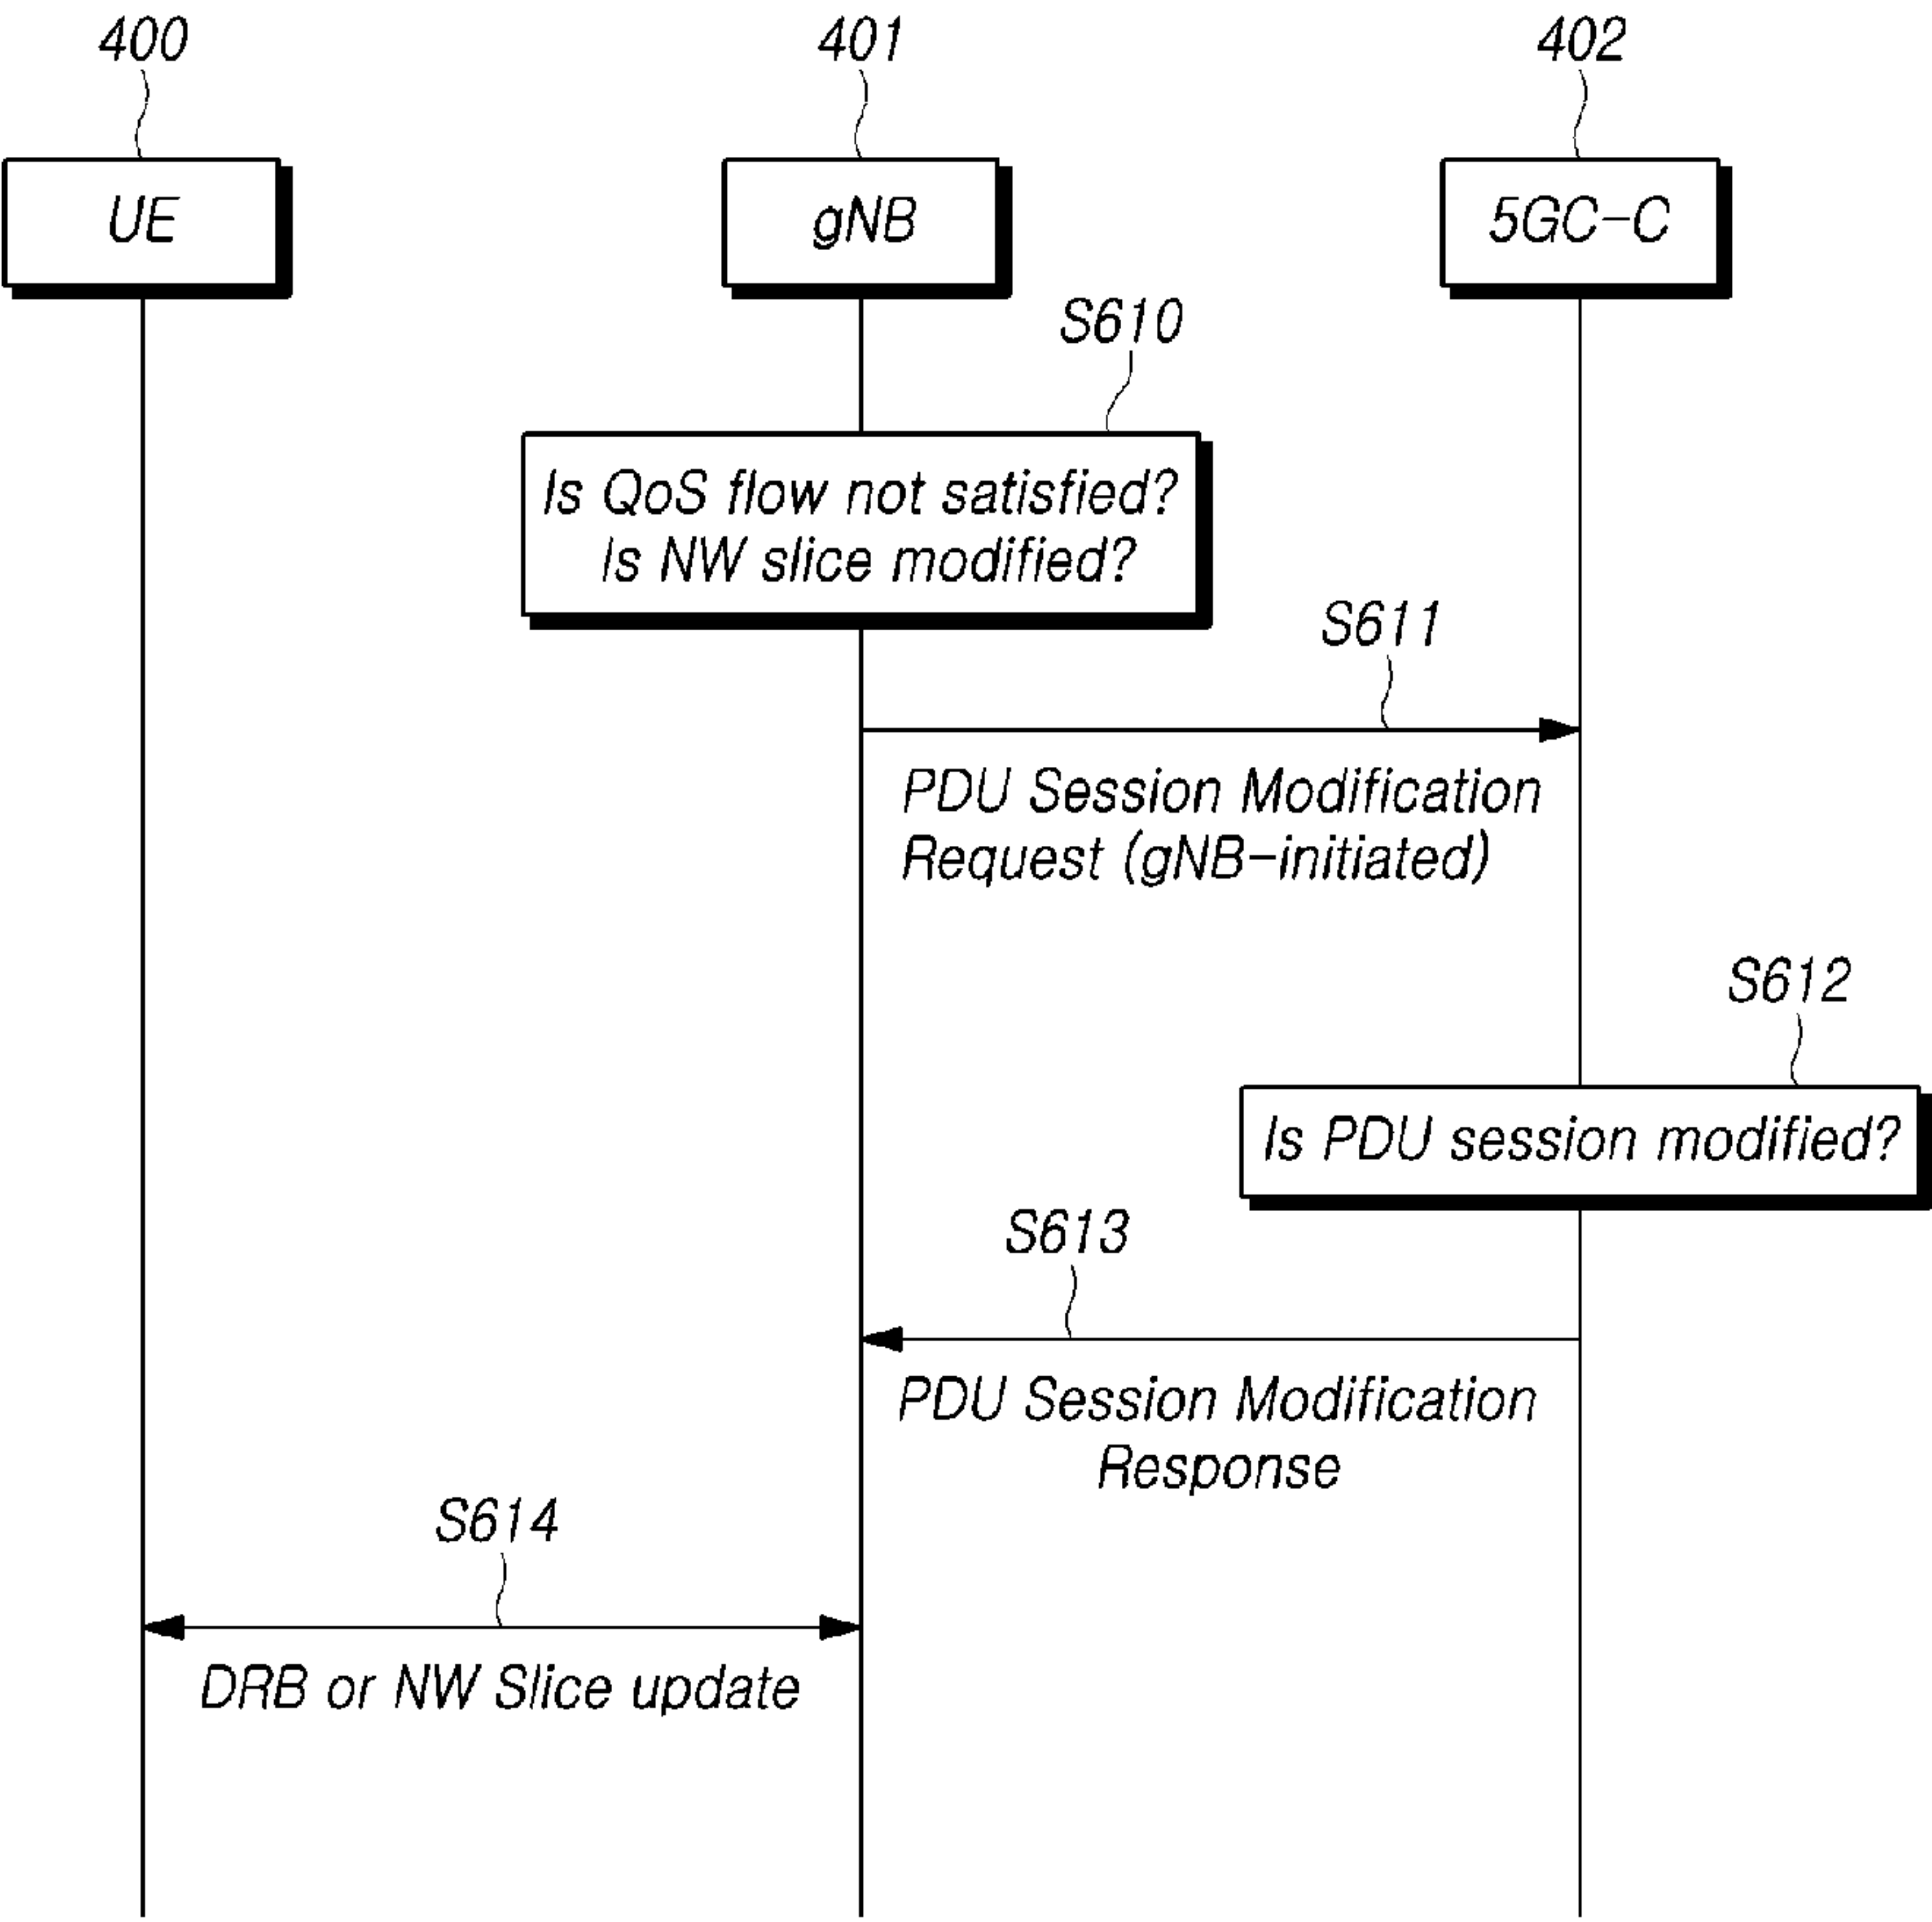 400
401
402
UE
gNB
5GC-C
S610
Is QoS flow not satisfied?
Is NW slice modified?
S611
PDU Session Modification
Request (gNB-initiated)
S612
Is PDU session modified?
S613
PDU Session Modification
Response
S614
DRB or NW Slice update